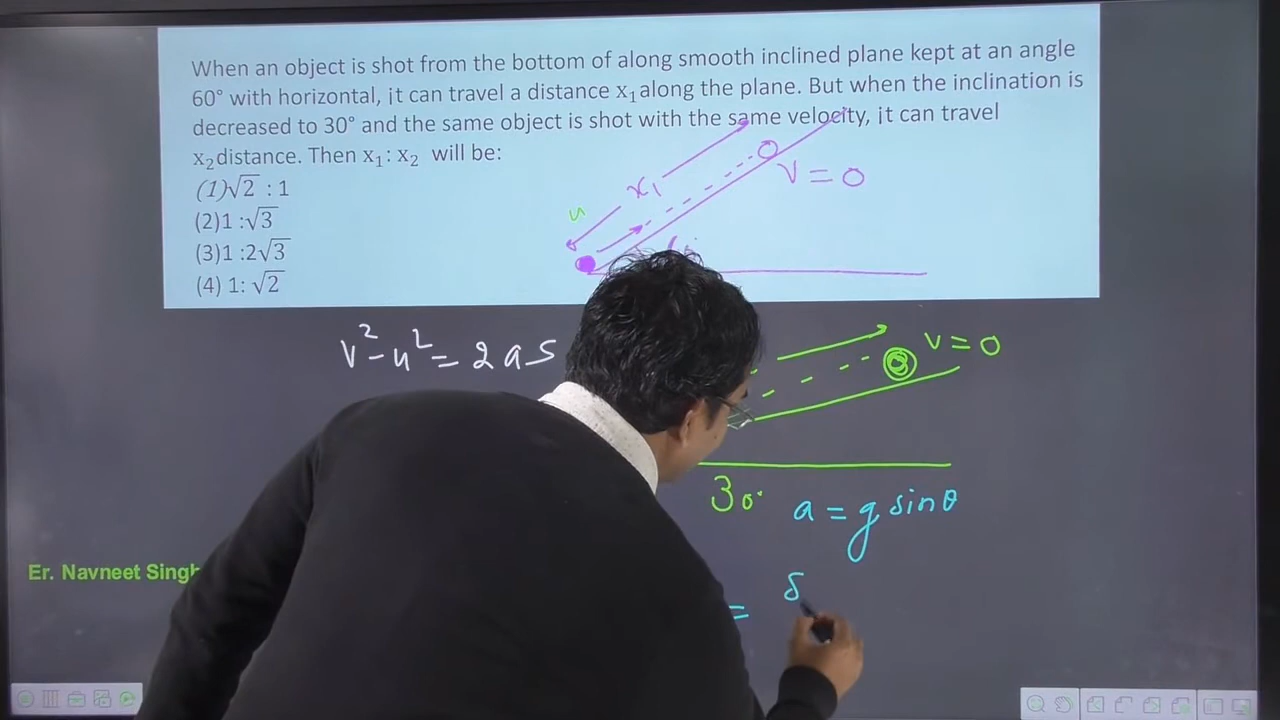 When an object is shot from the bottom of along smooth inclined plane kept at an angle
60° with horizontal, it can travel a distance x₁ along the plane. But when the inclination is
decreased to 30° and the same object is shot with the same velocity, it can travel
x₂ distance. Then x₁ : x₂ will be:
(1)√2 : 1
(2)1 :√3
(3)1 :2√3
(4) 1: √2
x₁
u
v = 0
v² - u² = 2as
v = 0
30°
a = g sinθ
=
Er. Navneet Singh